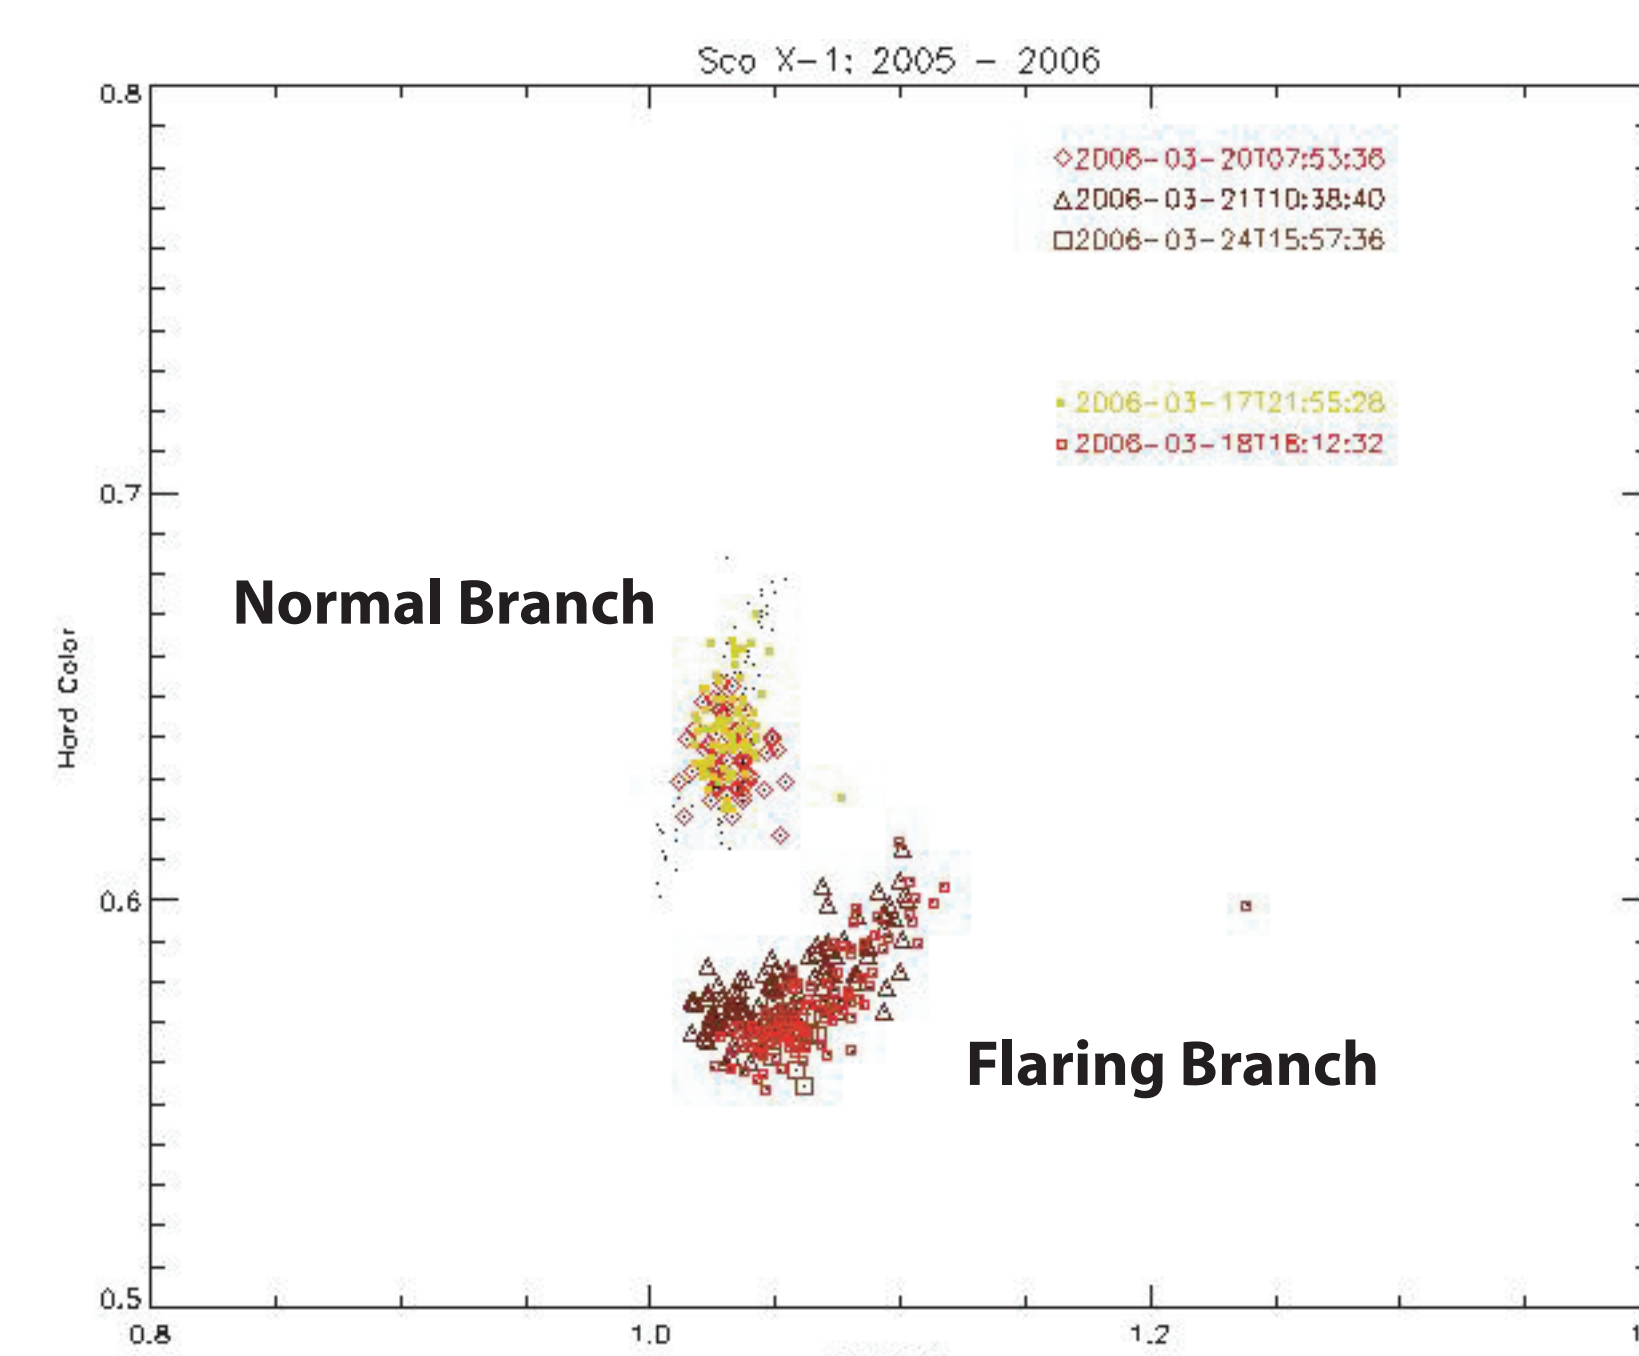 Sco X-1: 2005 - 2006
0.8
2006-03-20T07:53:36
2006-03-21T10:38:40
2006-03-24T15:57:36
2006-03-17T21:55:28
2006-03-18T18:12:32
0.7
Normal Branch
Hard Color
0.6
Flaring Branch
0.5
0.8 1.0 1.2